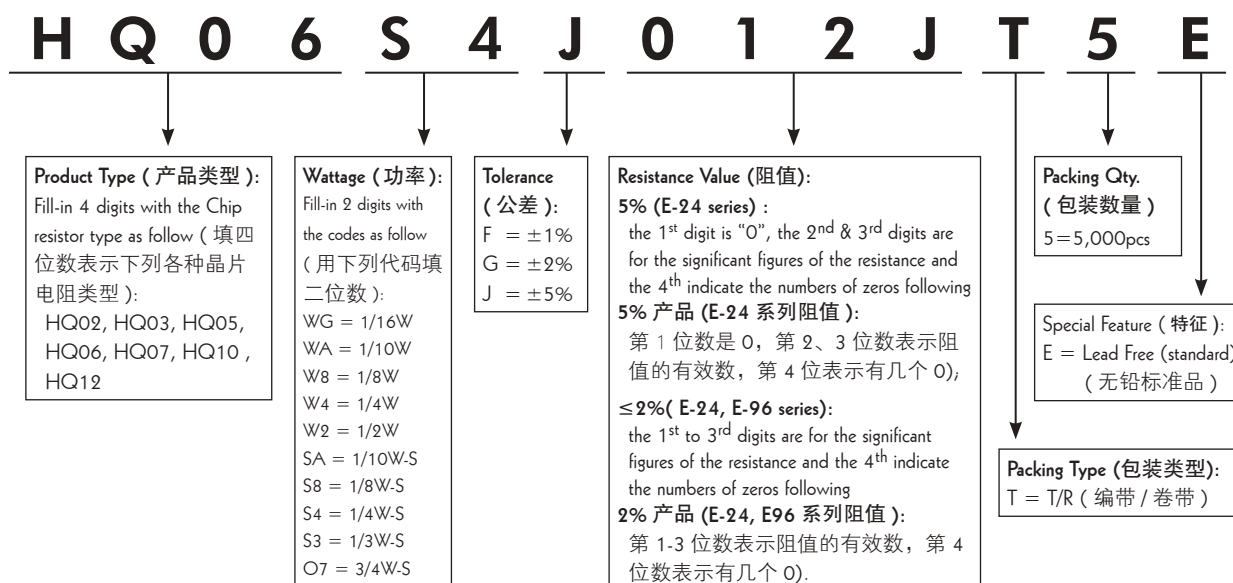 HQ06S4J012JT5E
Product Type ( 产品类型 ):
Fill-in 4 digits with the Chip
resistor type as follow ( 填四
位数表示下列各种晶片
电阻类型 ):
HQ02, HQ03, HQ05,
HQ06, HQ07, HQ10 ,
HQ12
Wattage ( 功率 ):
Fill-in 2 digits with
the codes as follow
( 用下列代码填
二位数 ):
WG = 1/16W
WA = 1/10W
W8 = 1/8W
W4 = 1/4W
W2 = 1/2W
SA = 1/10W-S
S8 = 1/8W-S
S4 = 1/4W-S
S3 = 1/3W-S
O7 = 3/4W-S
Tolerance
( 公差 ):
F = ±1%
G = ±2%
J = ±5%
Resistance Value (阻值):
5% (E-24 series) :
the 1st digit is “0”, the 2nd & 3rd digits are
for the significant figures of the resistance and
the 4th indicate the numbers of zeros following
5% 产品 (E-24 系列阻值 ):
第 1 位数是 0，第 2、3 位数表示阻
值的有效数，第 4 位表示有几个 0);
≤2%( E-24, E-96 series):
the 1st to 3rd digits are for the significant
figures of the resistance and the 4th indicate
the numbers of zeros following
2% 产品 (E-24, E96 系列阻值 ):
第 1-3 位数表示阻值的有效数，第 4
位数表示有几个 0).
Packing Qty.
( 包装数量 )
5=5,000pcs
Special Feature ( 特征 ):
E = Lead Free (standard)
( 无铅标准品 )
Packing Type (包装类型):
T = T/R ( 编带 / 卷带 )